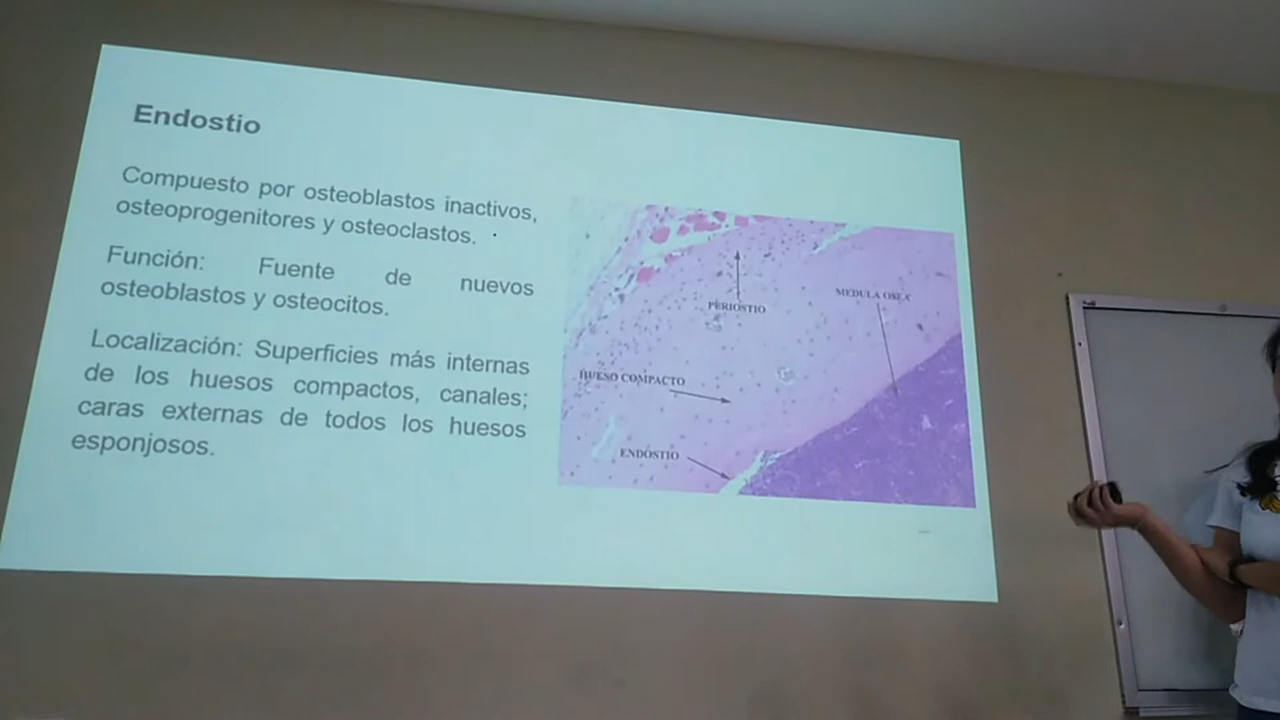 Endostio
Compuesto por osteoblastos inactivos,
osteoprogenitores y osteoclastos.
Función: Fuente de nuevos
osteoblastos y osteocitos.
Localización: Superficies más internas
de los huesos compactos, canales;
caras externas de todos los huesos
esponjosos.
PERIOSTIO
MEDULA OSEA
HUESO COMPACTO
ENDOSTIO